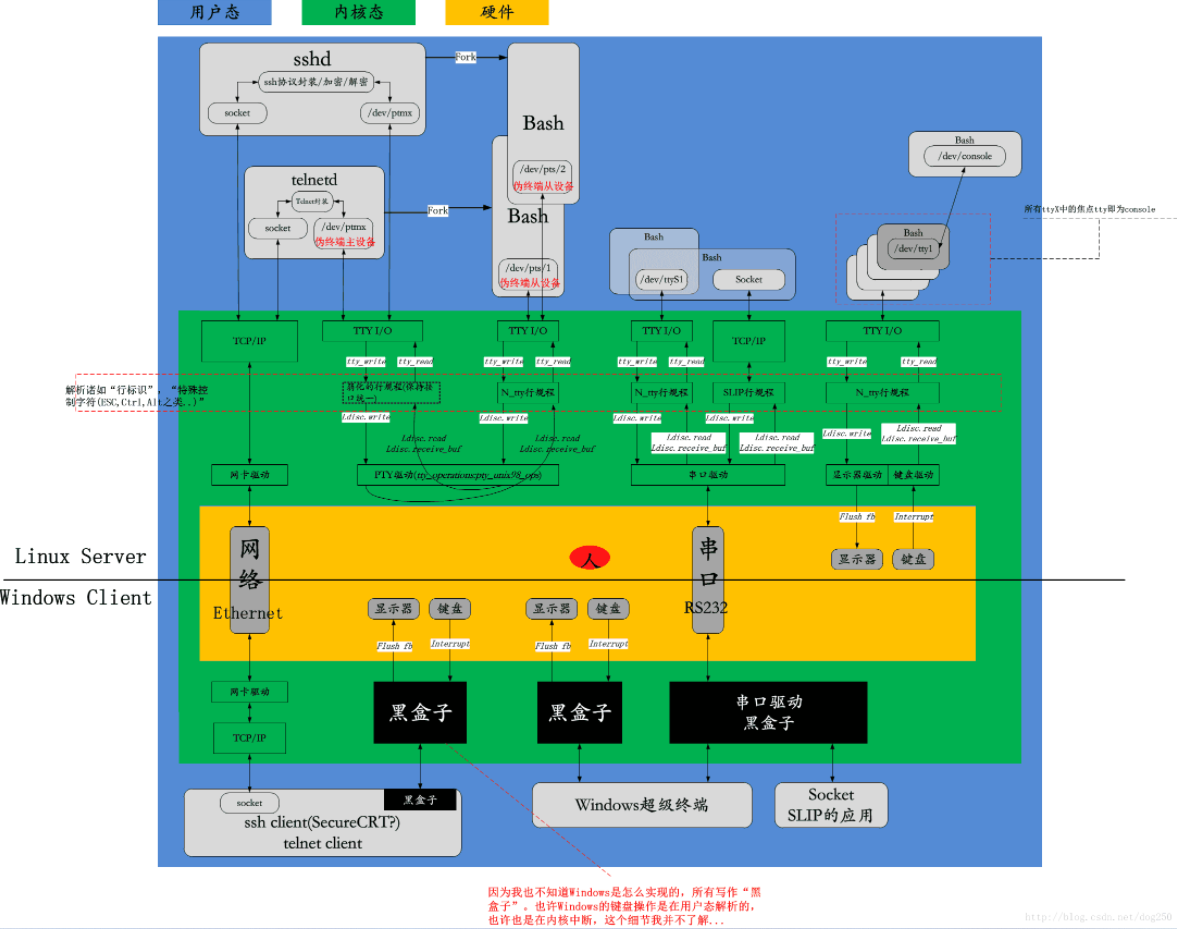 用户态
内核态
硬件
sshd
ssh协议封装/加密/解密
socket
/dev/ptmx
Fork
Bash
/dev/pts/2
伪终端从设备
telnetd
Telnet封装
socket
/dev/ptmx
伪终端主设备
Fork
Bash
/dev/pts/1
伪终端从设备
Bash
/dev/ttyS1
Bash
Socket
Bash
/dev/console
所有ttyX中的焦点tty即为console
Bash
/dev/tty1
TCP/IP
TTY I/O
TTY I/O
TTY I/O
TCP/IP
TTY I/O
tty_write
tty_read
tty_write
tty_read
tty_write
tty_read
tty_write
tty_read
解析诸如“行标识”，“特殊控
制字符(ESC,Ctrl,Alt之类..)”
弱化的行规程(保持接
口统一)
N_tty行规程
N_tty行规程
SLIP行规程
N_tty行规程
Ldisc.write
Ldisc.write
Ldisc.write
Ldisc.write
Ldisc.write
Ldisc.read
Ldisc.receive_buf
Ldisc.read
Ldisc.receive_buf
Ldisc.read
Ldisc.receive_buf
Ldisc.read
Ldisc.receive_buf
Ldisc.read
Ldisc.receive_buf
网卡驱动
PTY驱动(tty_operations:pty_unix98_ops)
串口驱动
显示器驱动
键盘驱动
Flush fb
Interrupt
显示器
键盘
网
络
Ethernet
人
串
口
RS232
Linux Server
Windows Client
显示器
键盘
显示器
键盘
Flush fb
Interrupt
Flush fb
Interrupt
网卡驱动
TCP/IP
黑盒子
黑盒子
串口驱动
黑盒子
socket
黑盒子
ssh client(SecureCRT?)
telnet client
Windows超级终端
Socket
SLIP的应用
因为我也不知道Windows是怎么实现的，所有写作“黑
盒子”。也许Windows的键盘操作是在用户态解析的，
也许也是在内核中断，这个细节我并不了解...
http://blog.csdn.net/dog250